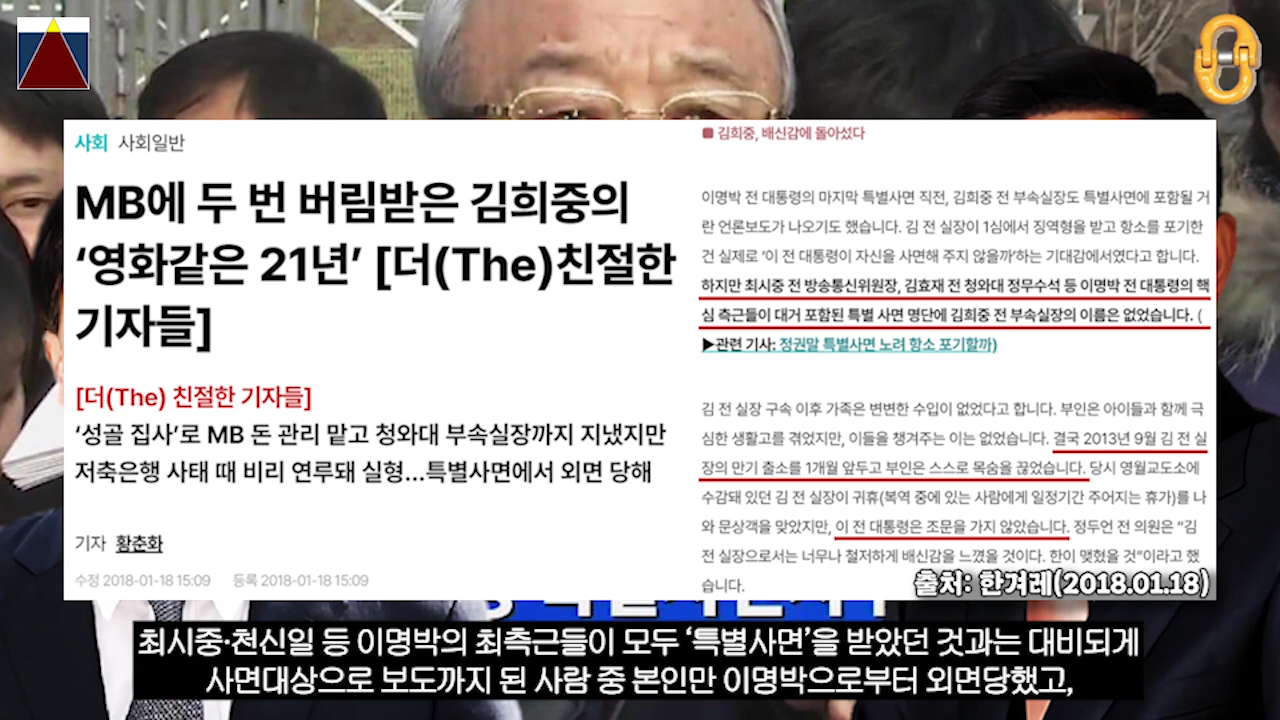 사회 사회일반
MB에 두 번 버림받은 김희중의
‘영화같은 21년’ [더(The)친절한
기자들]
[더(The) 친절한 기자들]
‘성골 집사’로 MB 돈 관리 맡고 청와대 부속실장까지 지냈지만
저축은행 사태 때 비리 연루돼 실형…특별사면에서 외면 당해
기자 황춘화
수정 2018-01-18 15:09 등록 2018-01-18 15:09
김희중, 배신감에 돌아섰다
이명박 전 대통령의 마지막 특별사면 직전, 김희중 전 부속실장도 특별사면에 포함될 거
란 언론보도가 나오기도 했습니다. 김 전 실장이 1심에서 징역형을 받고 항소를 포기한
건 실제로 ‘이 전 대통령이 자신을 사면해 주지 않을까’하는 기대감에서였다고 합니다.
하지만 최시중 전 방송통신위원장, 김효재 전 청와대 정무수석 등 이명박 전 대통령의 핵
심 측근들이 대거 포함된 특별 사면 명단에 김희중 전 부속실장의 이름은 없었습니다. (
▶관련 기사: 정권말 특별사면 노려 항소 포기할까)
김 전 실장 구속 이후 가족은 변변한 수입이 없었다고 합니다. 부인은 아이들과 함께 극
심한 생활고를 겪었지만, 이들을 챙겨주는 이는 없었습니다. 결국 2013년 9월 김 전 실
장의 만기 출소를 1개월 앞두고 부인은 스스로 목숨을 끊었습니다. 당시 영월교도소에
수감돼 있던 김 전 실장이 귀휴(복역 중에 있는 사람에게 일정기간 주어지는 휴가)를 나
와 문상객을 맞았지만, 이 전 대통령은 조문을 가지 않았습니다. 정두언 전 의원은 “김
전 실장으로서는 너무나 철저하게 배신감을 느꼈을 것이다. 한이 맺혔을 것”이라고 했
습니다.
출처: 한겨레(2018.01.18)
최시중·천신일 등 이명박의 최측근들이 모두 ‘특별사면’을 받았던 것과는 대비되게
사면대상으로 보도까지 된 사람 중 본인만 이명박으로부터 외면당했고,